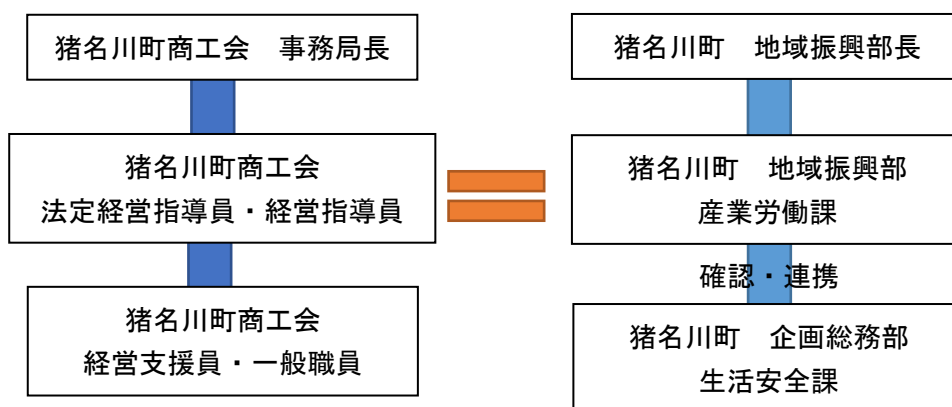 猪名川町商工会　事務局長
猪名川町商工会
法定経営指導員・経営指導員
猪名川町商工会
経営支援員・一般職員
猪名川町　地域振興部長
猪名川町　地域振興部
産業労働課
確認・連携
猪名川町　企画総務部
生活安全課